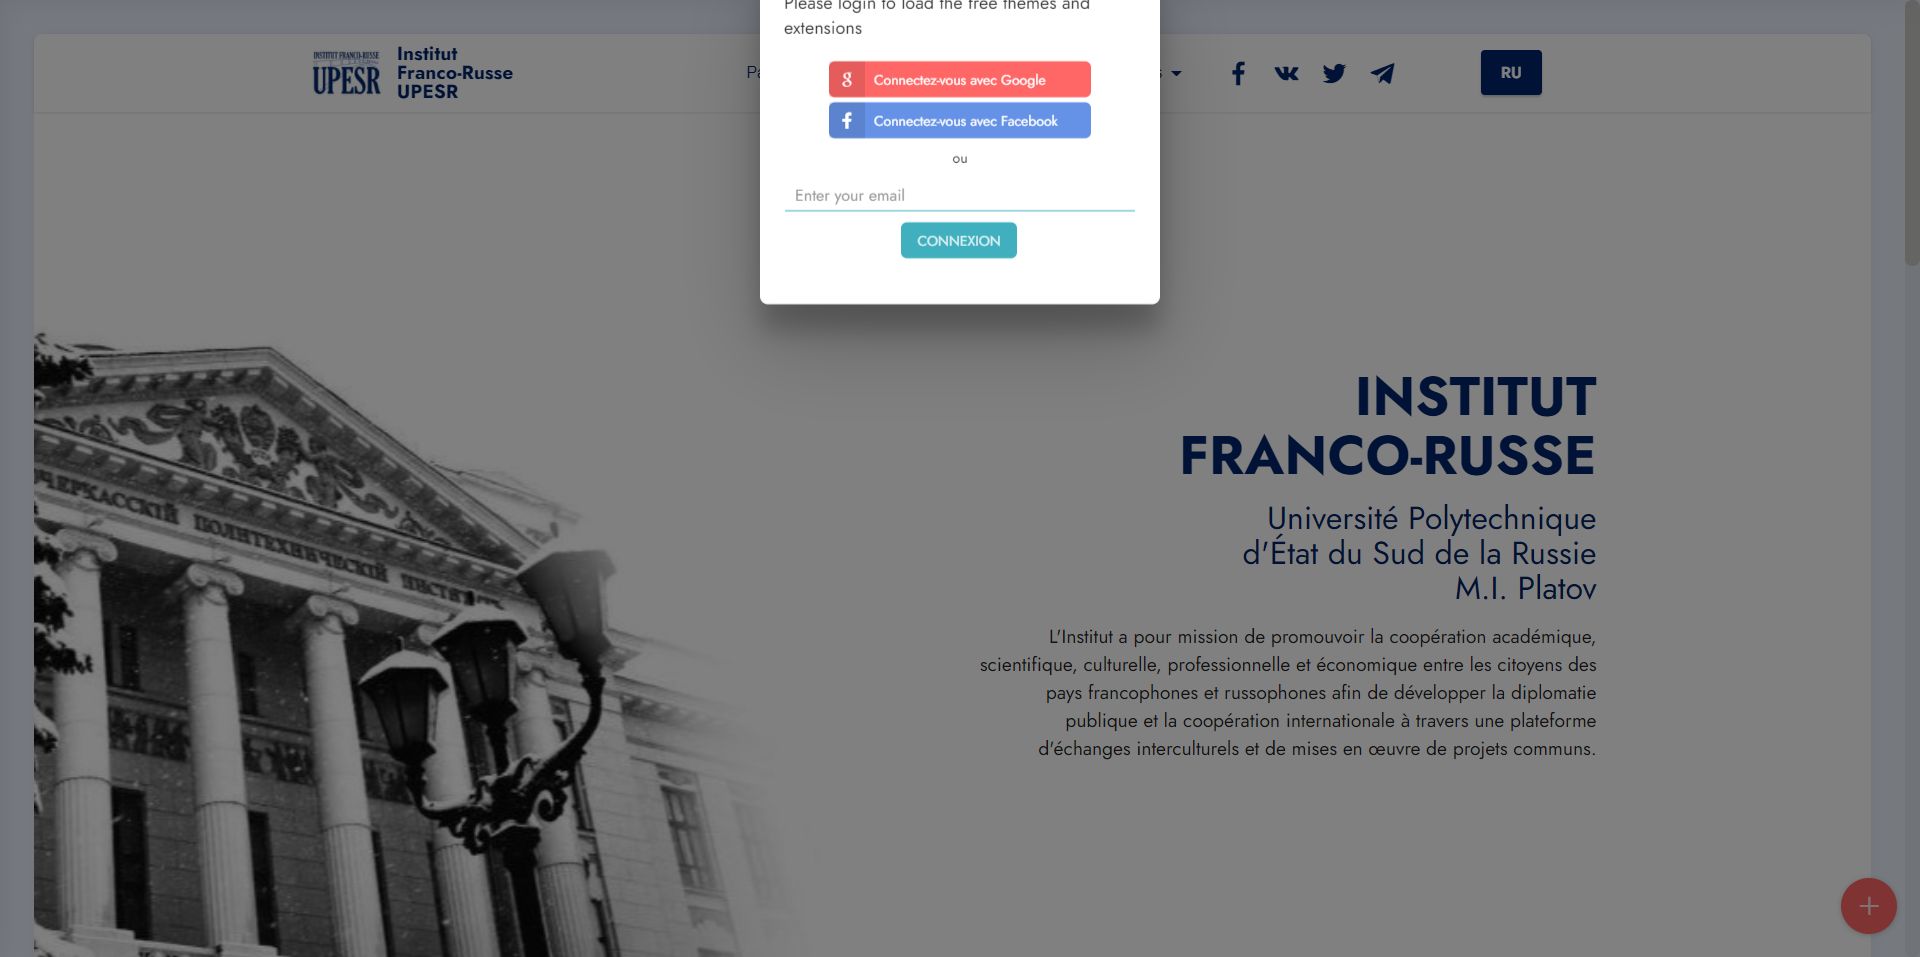 Please login to load the free themes and
extensions
INSTITUT FRANCO-RUSSE
UPESR
Institut
Franco-Russe
UPESR
g Connectez-vous avec Google
f Connectez-vous avec Facebook
ou
Enter your email
CONNEXION
RU
INSTITUT
FRANCO-RUSSE
Université Polytechnique
d'État du Sud de la Russie
M.I. Platov
L'Institut a pour mission de promouvoir la coopération académique,
scientifique, culturelle, professionnelle et économique entre les citoyens des
pays francophones et russophones afin de développer la diplomatie
publique et la coopération internationale à travers une plateforme
d'échanges interculturels et de mises en œuvre de projets communs.
ЧЕРКАССКІЙ ПОЛИТЕХНИЧЕСКІЙ